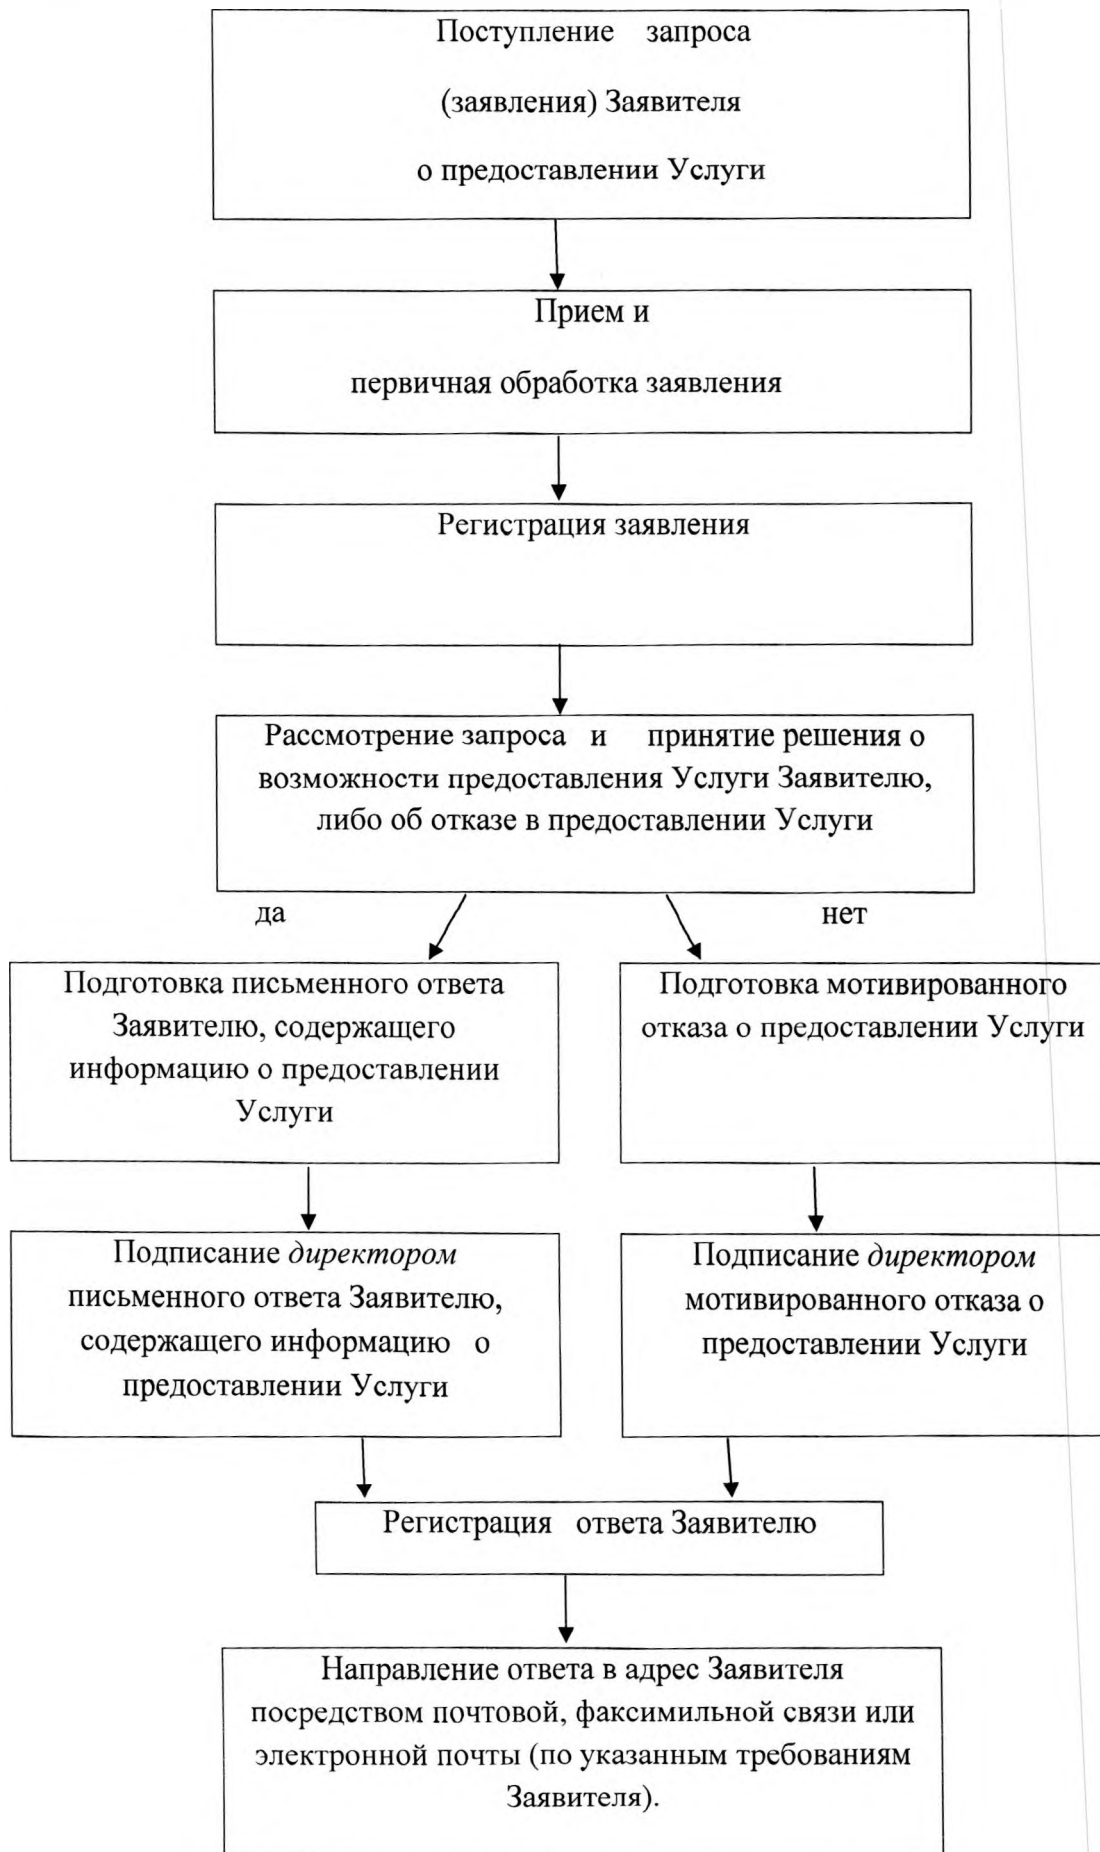 Поступление запроса
(заявления) Заявителя
о предоставлении Услуги
Прием и
первичная обработка заявления
Регистрация заявления
Рассмотрение запроса и принятие решения о
возможности предоставления Услуги Заявителю,
либо об отказе в предоставлении Услуги
да
нет
Подготовка письменного ответа
Заявителю, содержащего
информацию о предоставлении
Услуги
Подготовка мотивированного
отказа о предоставлении Услуги
Подписание директором
письменного ответа Заявителю,
содержащего информацию о
предоставлении Услуги
Подписание директором
мотивированного отказа о
предоставлении Услуги
Регистрация ответа Заявителю
Направление ответа в адрес Заявителя
посредством почтовой, факсимильной связи или
электронной почты (по указанным требованиям
Заявителя).